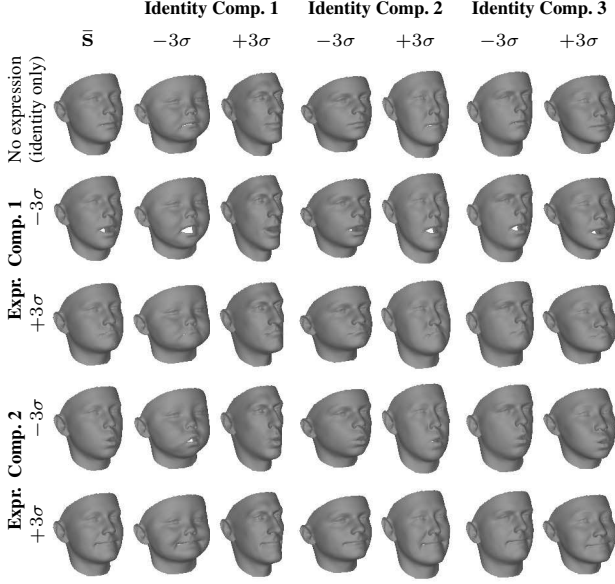 Identity Comp. 1 Identity Comp. 2 Identity Comp. 3
S̄ −3σ +3σ −3σ +3σ −3σ +3σ
No expression
(identity only)
Expr. Comp. 1
−3σ
+3σ
Expr. Comp. 2
−3σ
+3σ